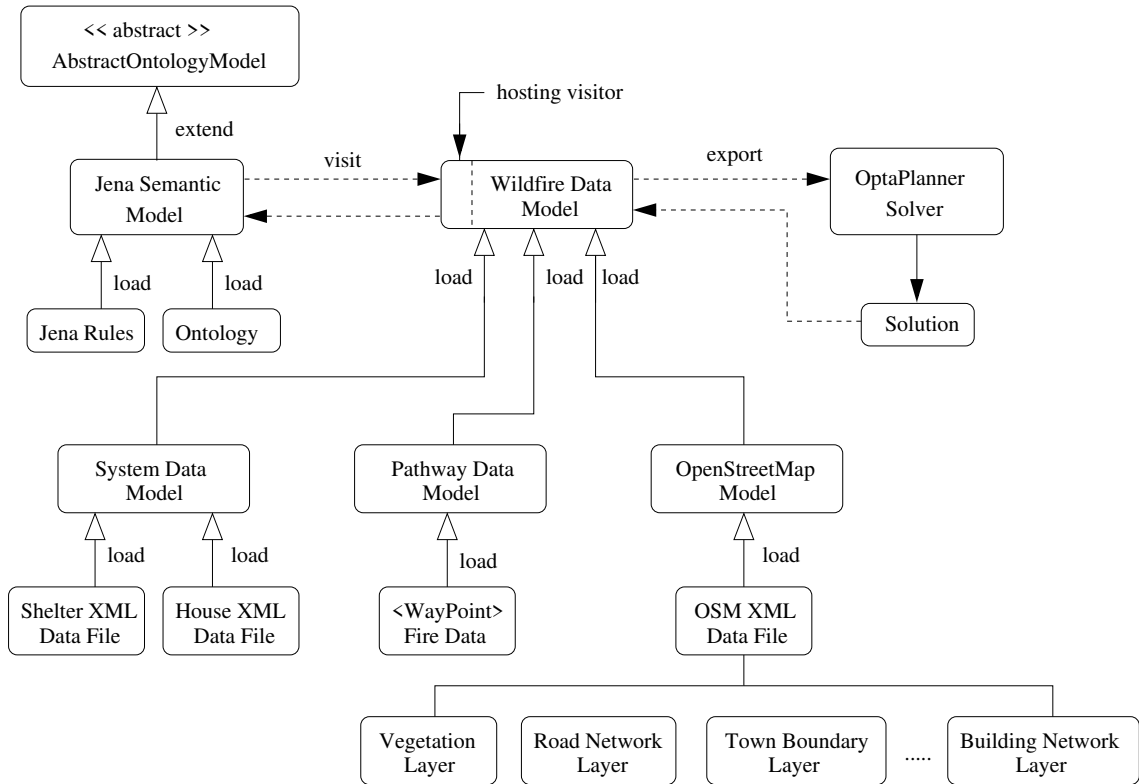 << abstract >>
AbstractOntologyModel
hosting visitor
extend
visit
export
Jena Semantic
Model
Wildfire Data
Model
OptaPlanner
Solver
load
load
load
load
load
Jena Rules
Ontology
Solution
System Data
Model
Pathway Data
Model
OpenStreetMap
Model
load
load
load
load
Shelter XML
Data File
House XML
Data File
<WayPoint>
Fire Data
OSM XML
Data File
Vegetation
Layer
Road Network
Layer
Town Boundary
Layer
.....
Building Network
Layer